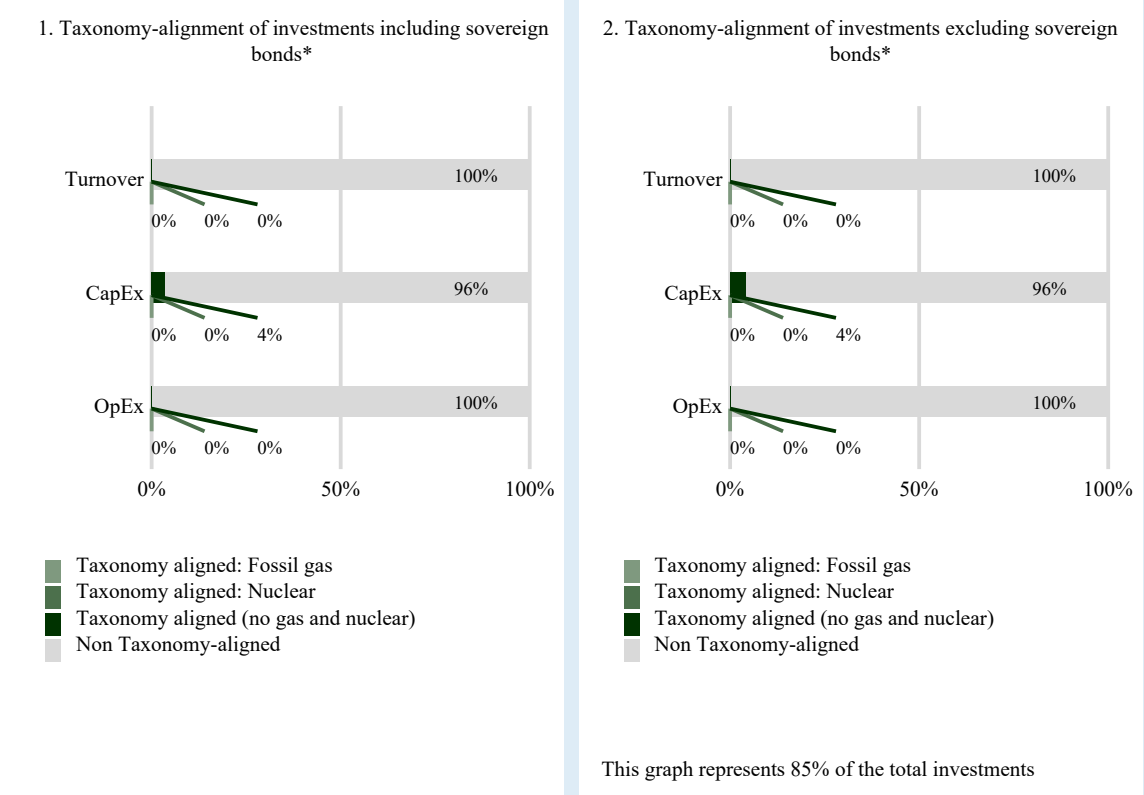 1. Taxonomy-alignment of investments including sovereign
bonds*
Turnover
100%
0% 0% 0%
CapEx
96%
0% 0% 4%
OpEx
100%
0% 0% 0%
0% 50% 100%
Taxonomy aligned: Fossil gas
Taxonomy aligned: Nuclear
Taxonomy aligned (no gas and nuclear)
Non Taxonomy-aligned
2. Taxonomy-alignment of investments excluding sovereign
bonds*
Turnover
100%
0% 0% 0%
CapEx
96%
0% 0% 4%
OpEx
100%
0% 0% 0%
0% 50% 100%
Taxonomy aligned: Fossil gas
Taxonomy aligned: Nuclear
Taxonomy aligned (no gas and nuclear)
Non Taxonomy-aligned
This graph represents 85% of the total investments